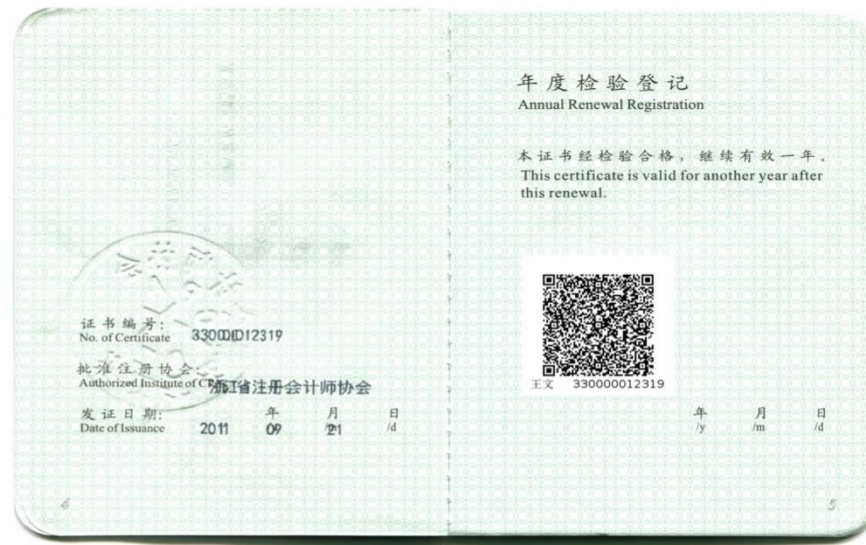 证书编号:
No. of Certificate
330000012319
批准注册协会:
Authorized Institute of CPAs
浙江省注册会计师协会
发证日期:
Date of Issuance
2011 年 09 月 21 日
/y /m /d
4
年度检验登记
Annual Renewal Registration
本证书经检验合格，继续有效一年。
This certificate is valid for another year after
this renewal.
王文 330000012319
年 月 日
/y /m /d
5